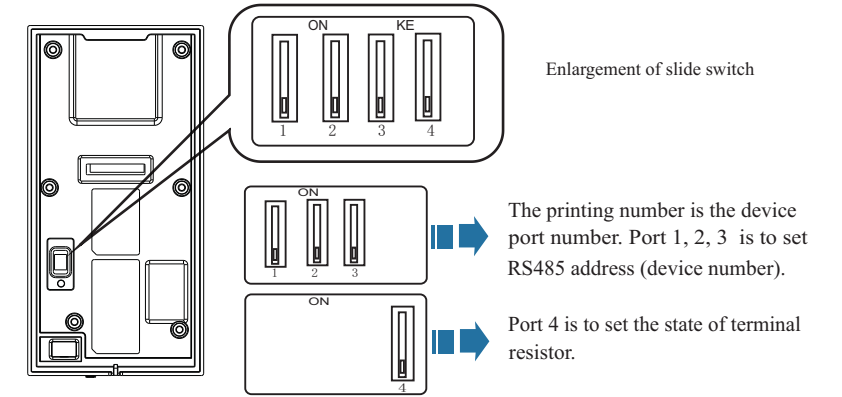 ON KE
1 2 3 4
Enlargement of slide switch
ON
1 2 3
The printing number is the device
port number. Port 1, 2, 3 is to set
RS485 address (device number).
ON
4
Port 4 is to set the state of terminal
resistor.